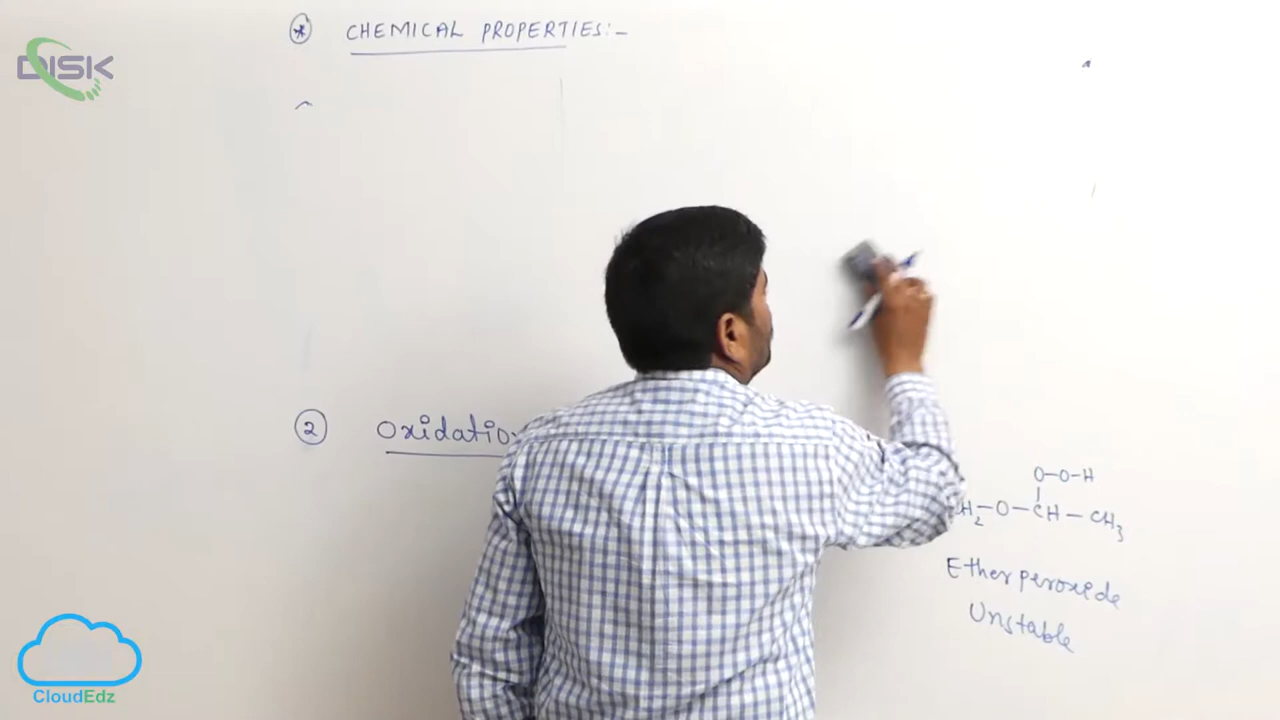 DISK
* CHEMICAL PROPERTIES:-
2 Oxidation
O-O-H
H2-O-CH-CH3
Ether peroxide
Unstable
CloudEdz